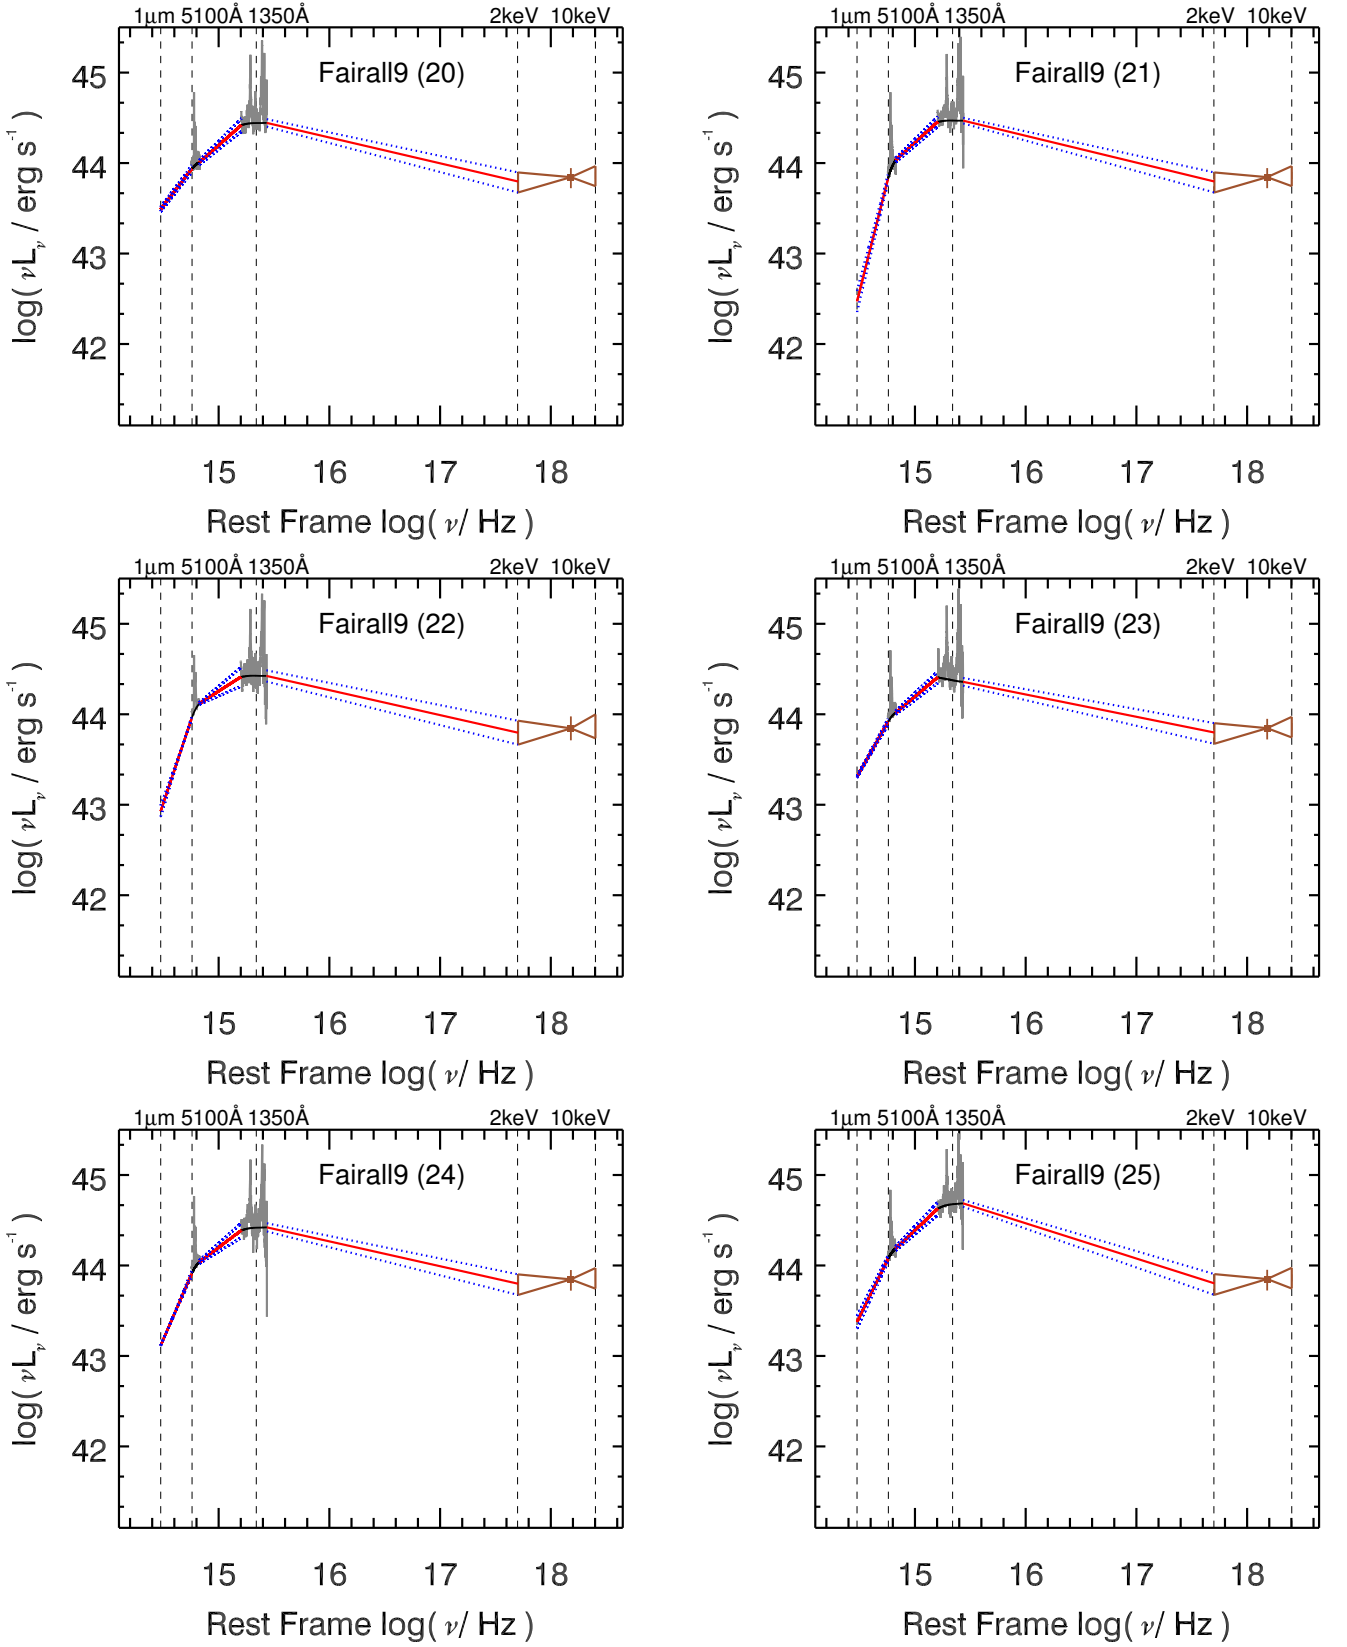 1μm 5100Å 1350Å 2keV 10keV
Fairall9 (20)
45
44
43
42
log( νLν / erg s-1 )
15 16 17 18
Rest Frame log( ν/ Hz )
1μm 5100Å 1350Å 2keV 10keV
Fairall9 (21)
45
44
43
42
log( νLν / erg s-1 )
15 16 17 18
Rest Frame log( ν/ Hz )
1μm 5100Å 1350Å 2keV 10keV
Fairall9 (22)
45
44
43
42
log( νLν / erg s-1 )
15 16 17 18
Rest Frame log( ν/ Hz )
1μm 5100Å 1350Å 2keV 10keV
Fairall9 (23)
45
44
43
42
log( νLν / erg s-1 )
15 16 17 18
Rest Frame log( ν/ Hz )
1μm 5100Å 1350Å 2keV 10keV
Fairall9 (24)
45
44
43
42
log( νLν / erg s-1 )
15 16 17 18
Rest Frame log( ν/ Hz )
1μm 5100Å 1350Å 2keV 10keV
Fairall9 (25)
45
44
43
42
log( νLν / erg s-1 )
15 16 17 18
Rest Frame log( ν/ Hz )